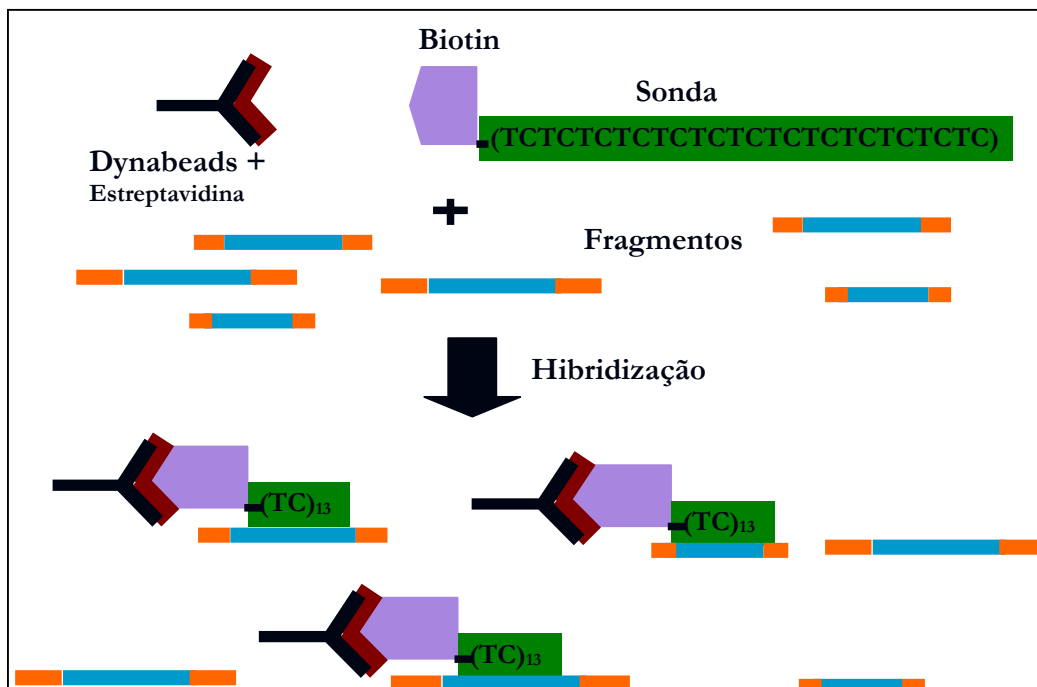 Biotin
Sonda
(TCTCTCTCTCTCTCTCTCTCTCTCTC)
Dynabeads +
Estreptavidina
+
Fragmentos
Hibridização
(TC)₁₃
(TC)₁₃
(TC)₁₃